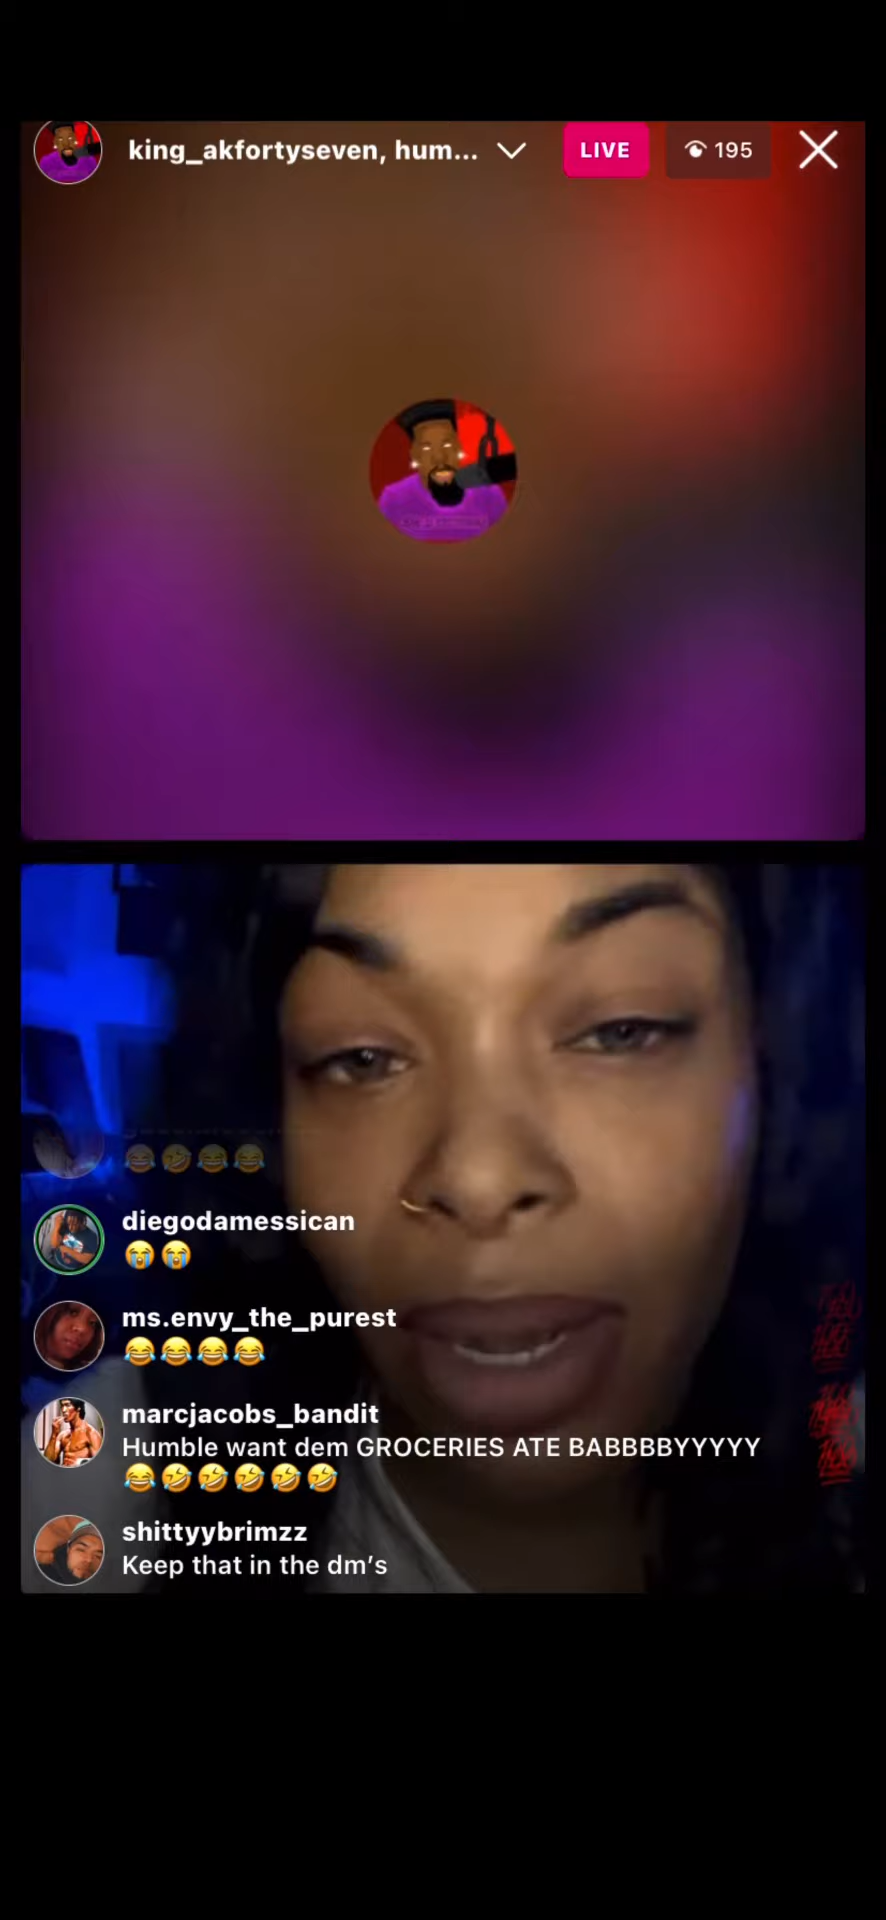 king_akfortyseven, hum...
LIVE
195
😂🤣😂😂
diegodamessican
😭😭
ms.envy_the_purest
😂😂😂😂
marcjacobs_bandit
Humble want dem GROCERIES ATE BABBBBYYYYY
😂🤣🤣🤣🤣🤣
shittyybrimzz
Keep that in the dm’s